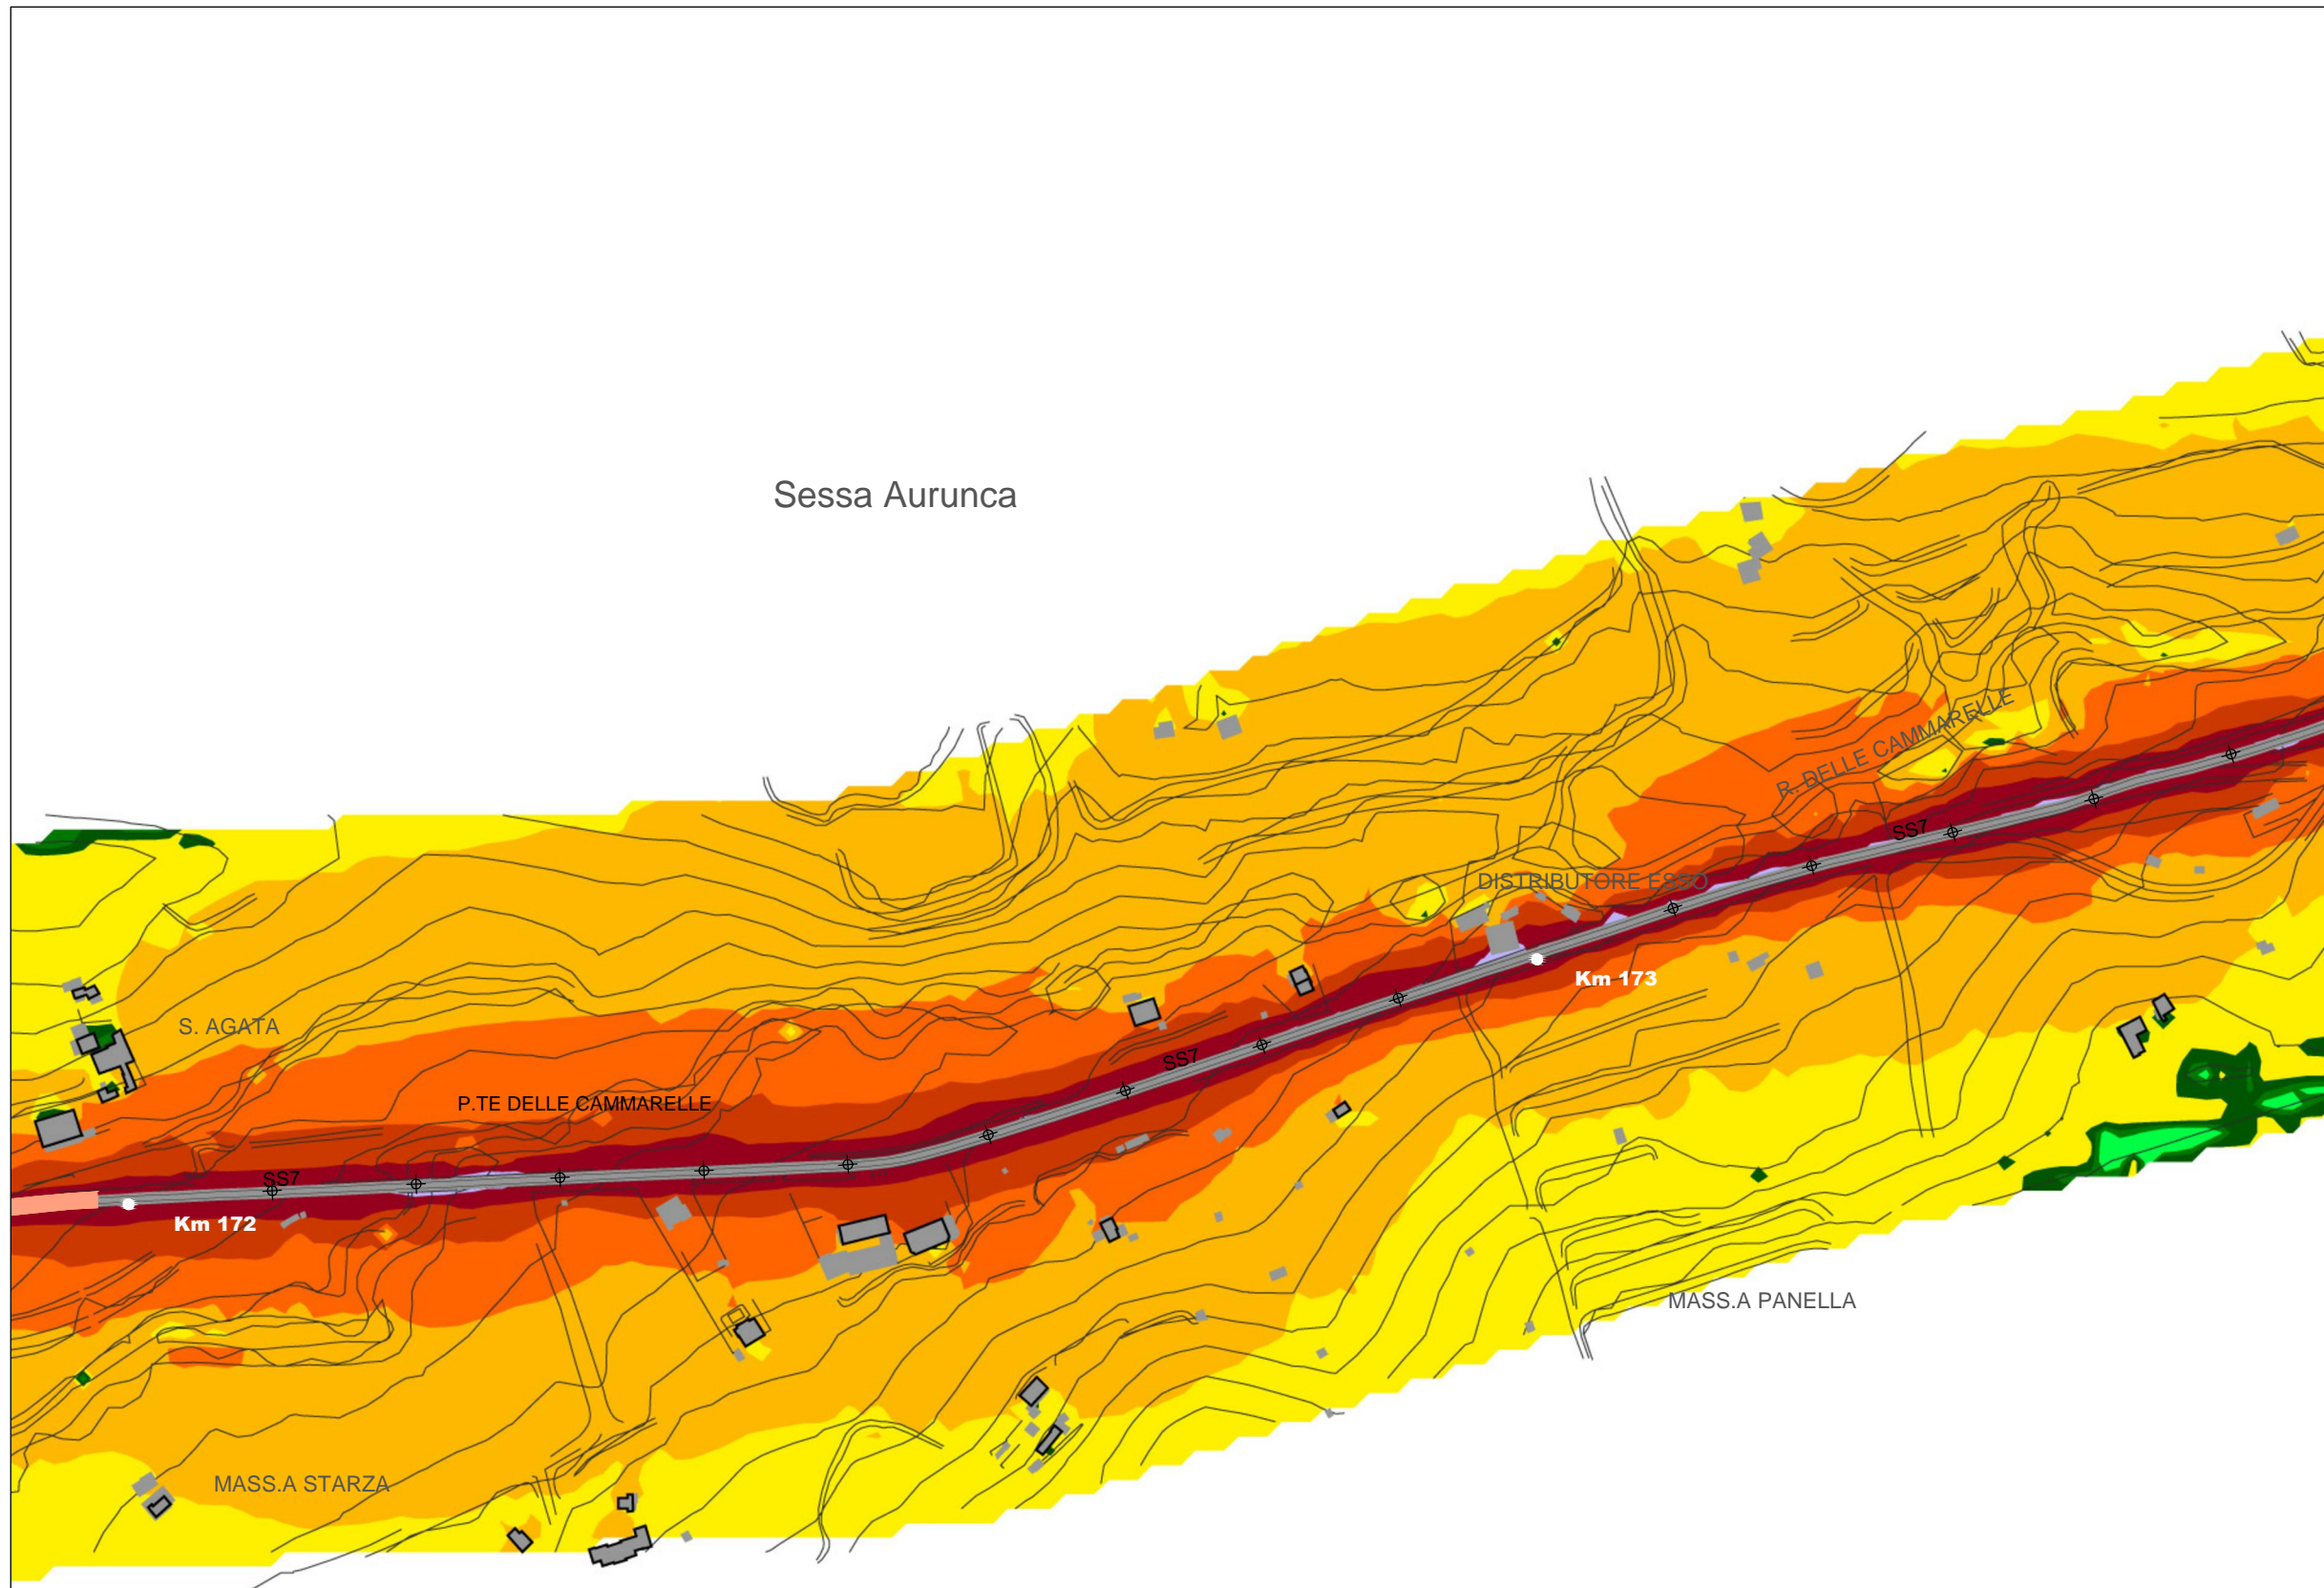 Sessa Aurunca
R. DELLE CAMMARELLE
SS7
DISTRIBUTORE ESSO
Km 173
S. AGATA
SS7
P.TE DELLE CAMMARELLE
SS7
Km 172
MASS.A PANELLA
MASS.A STARZA